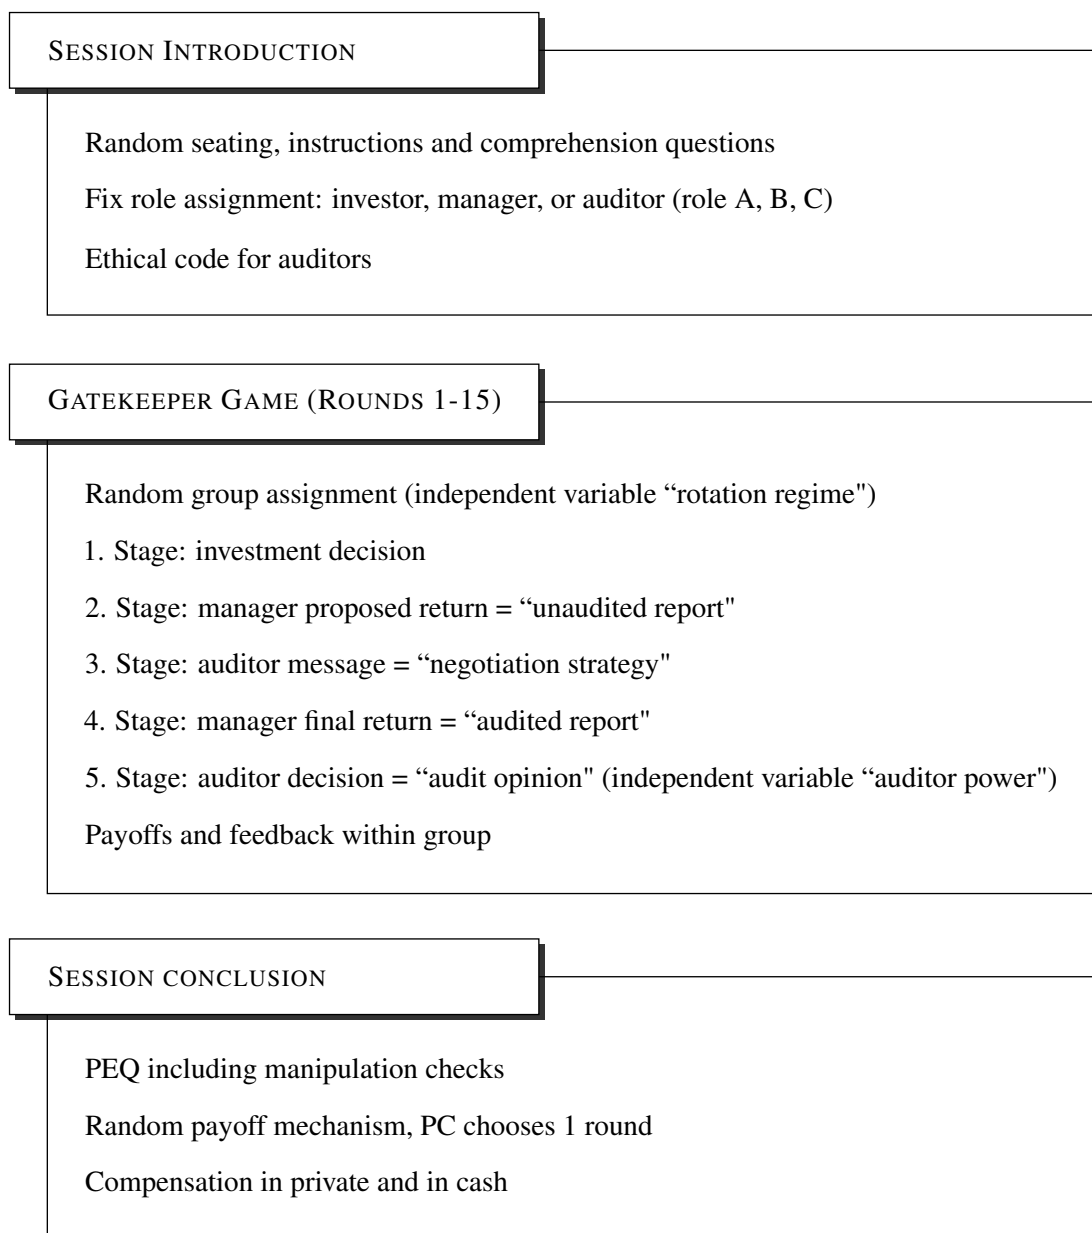 SESSION INTRODUCTION
Random seating, instructions and comprehension questions
Fix role assignment: investor, manager, or auditor (role A, B, C)
Ethical code for auditors
GATEKEEPER GAME (ROUNDS 1-15)
Random group assignment (independent variable “rotation regime")
1. Stage: investment decision
2. Stage: manager proposed return = “unaudited report"
3. Stage: auditor message = “negotiation strategy"
4. Stage: manager final return = “audited report"
5. Stage: auditor decision = “audit opinion" (independent variable “auditor power")
Payoffs and feedback within group
SESSION CONCLUSION
PEQ including manipulation checks
Random payoff mechanism, PC chooses 1 round
Compensation in private and in cash